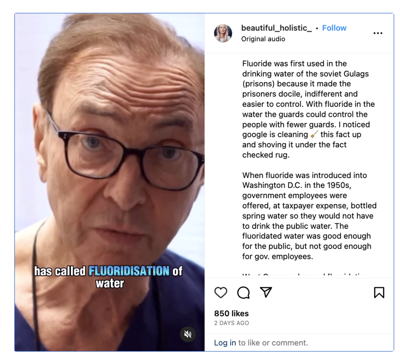 beautiful_holistic_ • Follow
Original audio
...
Fluoride was first used in the
drinking water of the soviet Gulags
(prisons) because it made the
prisoners docile, indifferent and
easier to control. With fluoride in the
water the guards could control the
people with fewer guards. I noticed
google is cleaning 🧹 this fact up
and shoving it under the fact
checked rug.
When fluoride was introduced into
Washington D.C. in the 1950s,
government employees were
offered, at taxpayer expense, bottled
spring water so they would not have
to drink the public water. The
fluoridated water was good enough
for the public, but not good enough
for gov. employees.
has called FLUORIDISATION of
water
850 likes
2 DAYS AGO
Log in to like or comment.